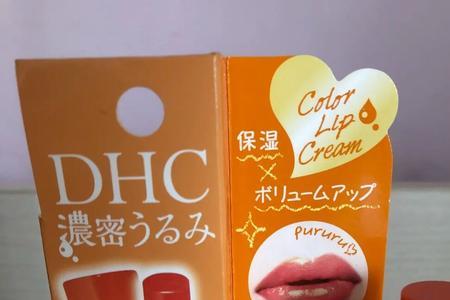 DHC
濃密うるみ
Color
Lip
Cream
保湿
×
ボリュームアップ
pururu